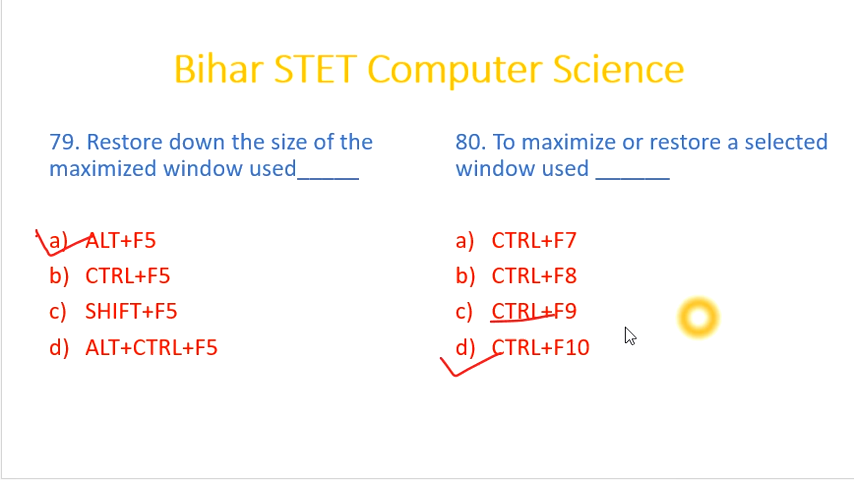 Bihar STET Computer Science
79. Restore down the size of the
maximized window used_____
a) ALT+F5
b) CTRL+F5
c) SHIFT+F5
d) ALT+CTRL+F5
80. To maximize or restore a selected
window used ______
a) CTRL+F7
b) CTRL+F8
c) CTRL+F9
d) CTRL+F10